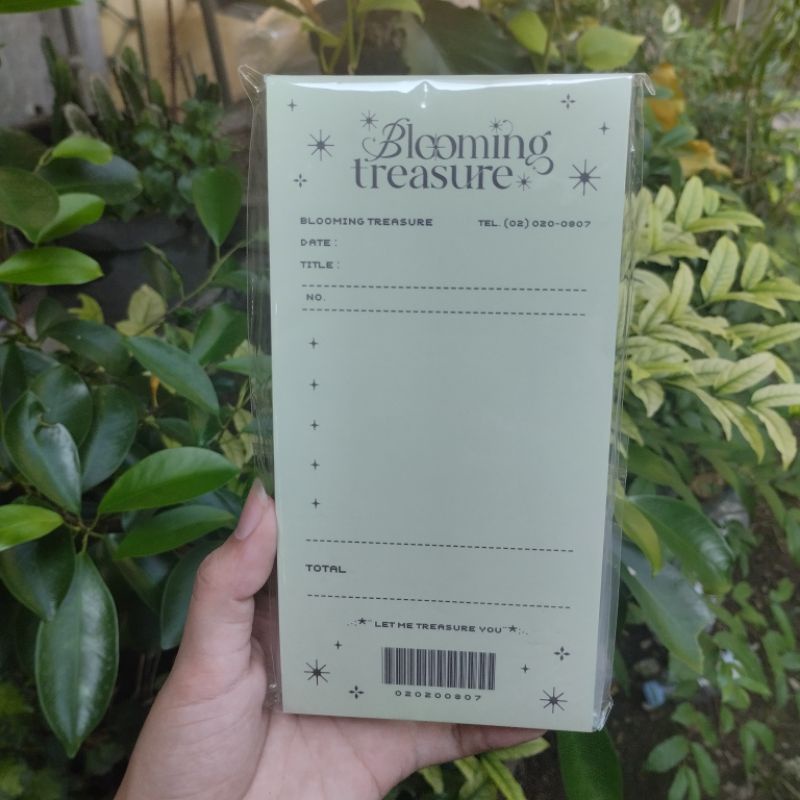 Blooming
treasure
BLOOMING TREASURE TEL. (02) 020-0807
DATE :
TITLE :
NO.
TOTAL
LET ME TREASURE YOU
020200807